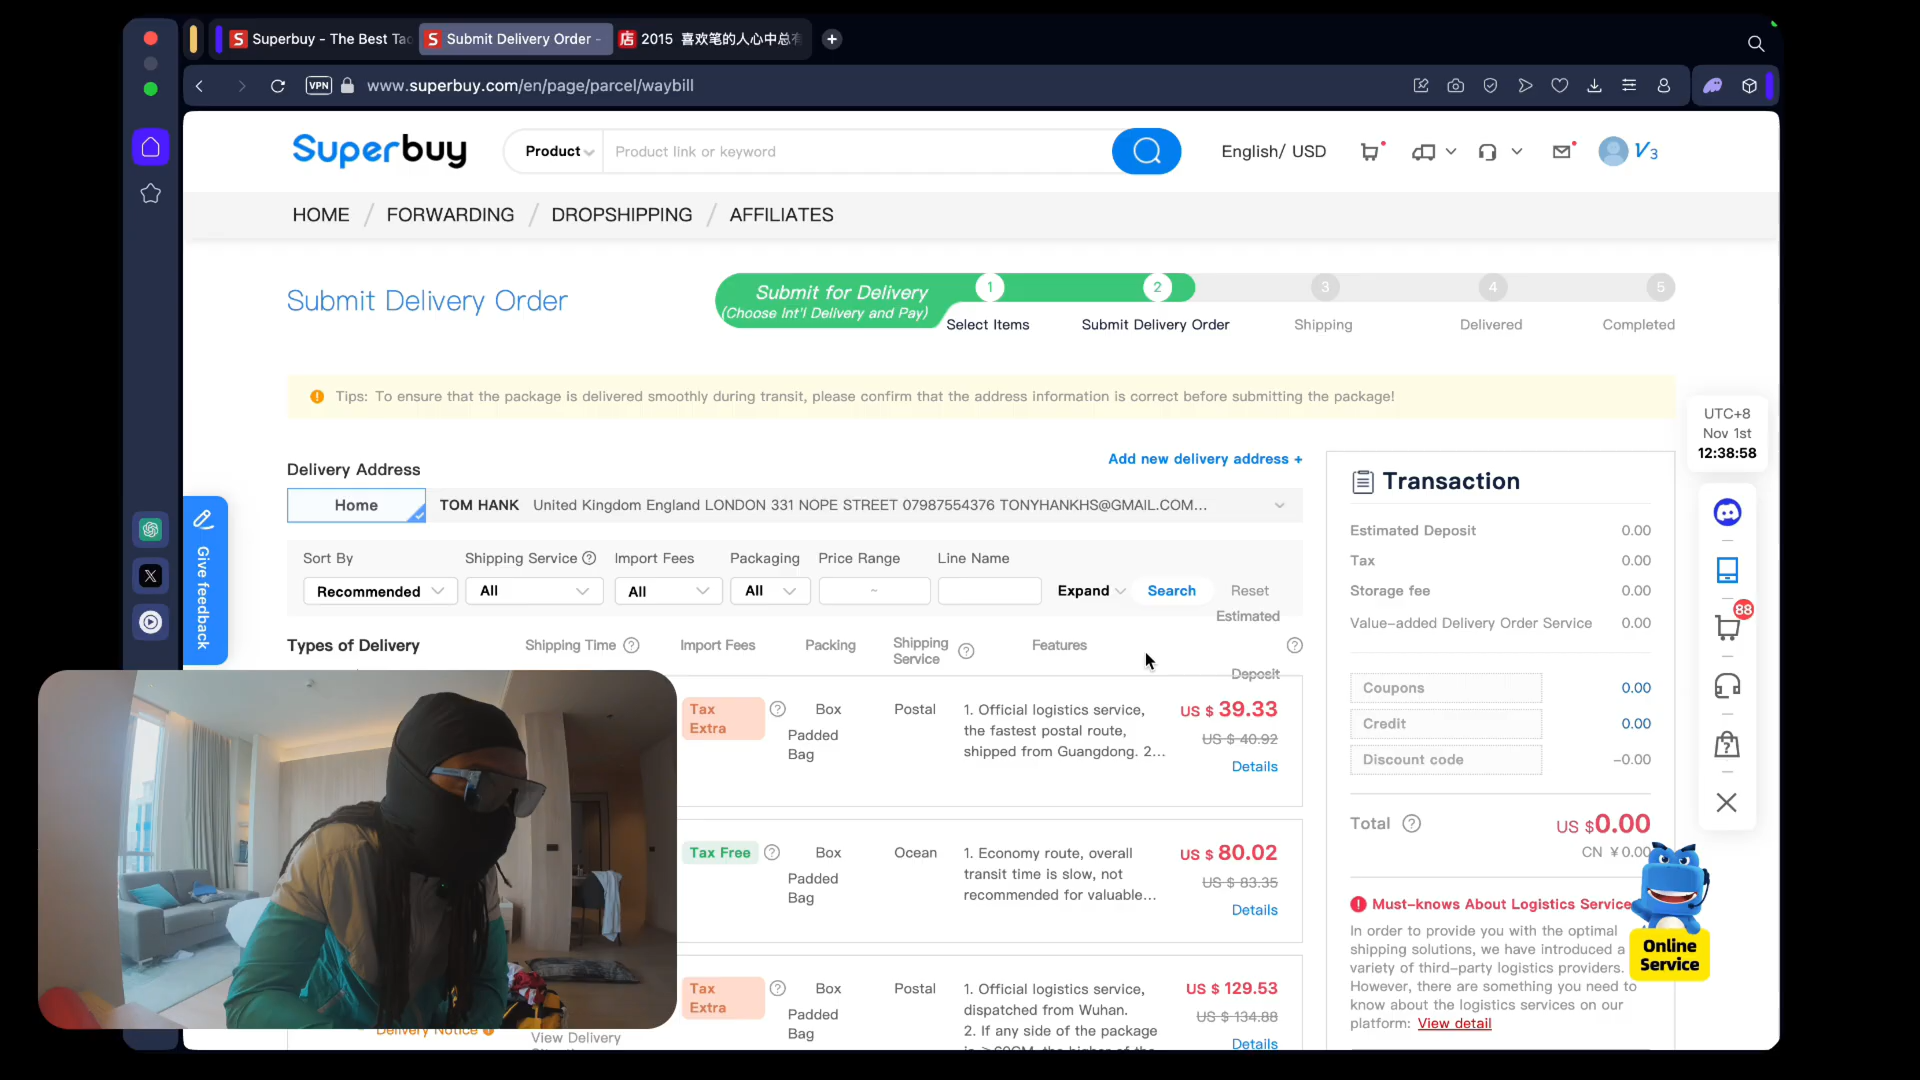 Superbuy - The Best Tao
Submit Delivery Order -
2015 喜欢笔的人心中总有
VPN
www.superbuy.com/en/page/parcel/waybill
Superbuy
Product
Product link or keyword
English/ USD
V3
HOME / FORWARDING / DROPSHIPPING / AFFILIATES
Submit Delivery Order
Submit for Delivery
(Choose Int'l Delivery and Pay)
1
2
3
4
5
Select Items
Submit Delivery Order
Shipping
Delivered
Completed
Tips: To ensure that the package is delivered smoothly during transit, please confirm that the address information is correct before submitting the package!
UTC+8
Nov 1st
12:38:58
88
Give feedback
Delivery Address
Add new delivery address +
Home
TOM HANK United Kingdom England LONDON 331 NOPE STREET 07987554376 TONYHANKHS@GMAIL.COM...
Sort By
Shipping Service
Import Fees
Packaging
Price Range
Line Name
Recommended
All
All
All
~
Expand
Search
Reset
Types of Delivery
Shipping Time
Import Fees
Packing
Shipping
Service
Features
Estimated
Deposit
Tax
Extra
Box
Padded
Bag
Postal
1. Official logistics service,
the fastest postal route,
shipped from Guangdong. 2...
US $ 39.33
US $ 40.92
Details
Tax Free
Box
Padded
Bag
Ocean
1. Economy route, overall
transit time is slow, not
recommended for valuable...
US $ 80.02
US $ 83.35
Details
Tax
Extra
Box
Padded
Bag
Postal
1. Official logistics service,
dispatched from Wuhan.
2. If any side of the package
US $ 129.53
US $ 134.88
Details
Delivery Notice
View Delivery
Transaction
Estimated Deposit 0.00
Tax 0.00
Storage fee 0.00
Value-added Delivery Order Service 0.00
Coupons 0.00
Credit 0.00
Discount code -0.00
Total US $0.00
CN ¥0.00
Must-knows About Logistics Service
In order to provide you with the optimal
shipping solutions, we have introduced a
variety of third-party logistics providers.
However, there are something you need to
know about the logistics services on our
platform: View detail
Online
Service